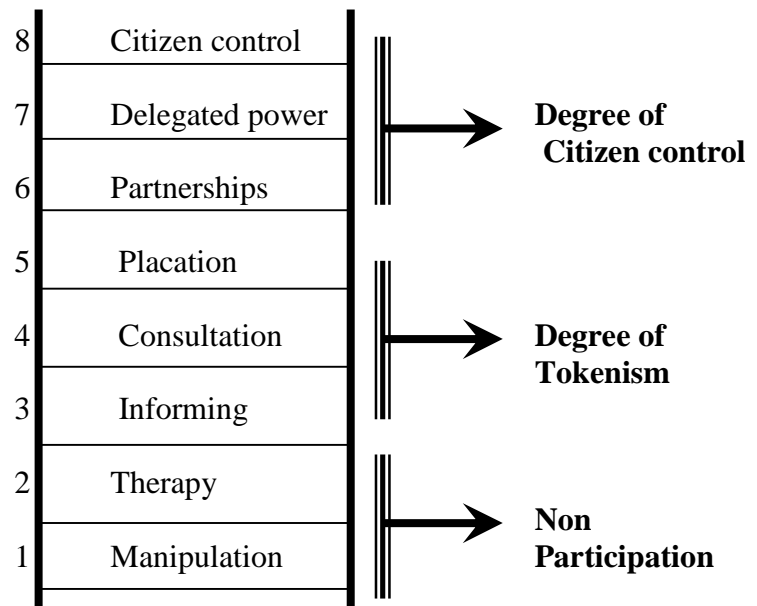 8 Citizen control
7 Delegated power
6 Partnerships
5 Placation
4 Consultation
3 Informing
2 Therapy
1 Manipulation
Degree of
Citizen control
Degree of
Tokenism
Non
Participation